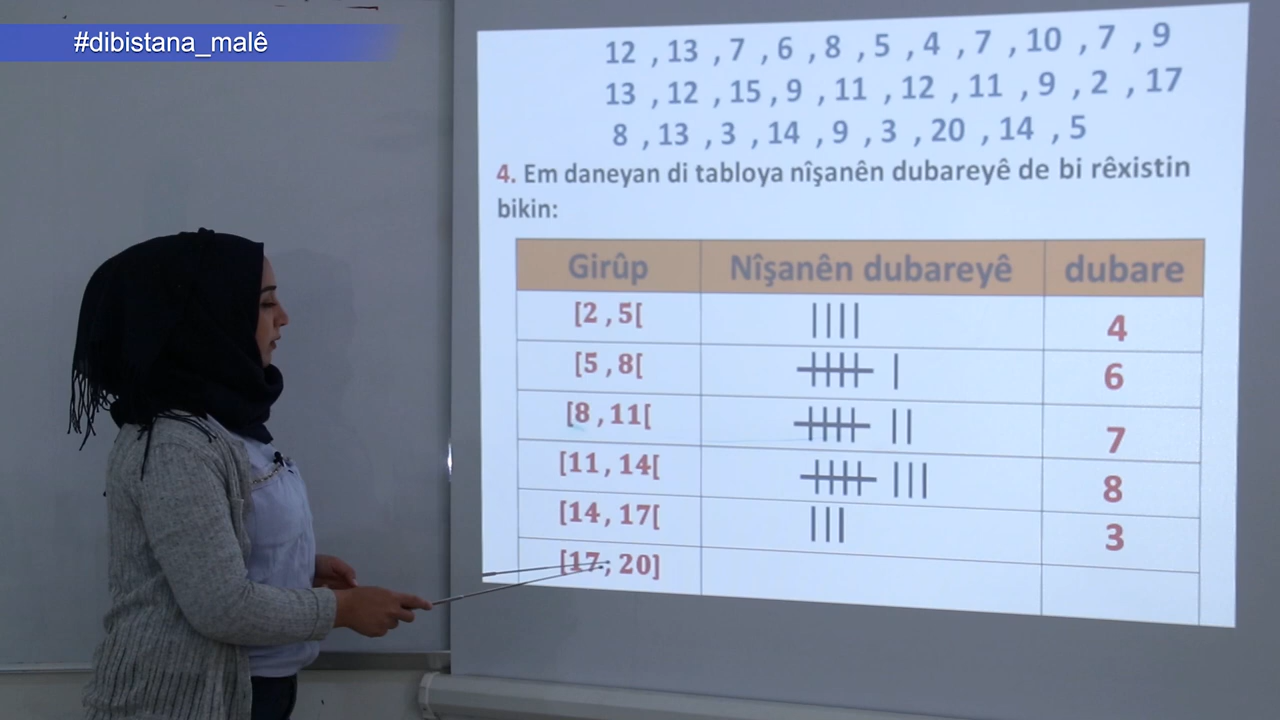 #dibistana_malê
12 , 13 , 7 , 6 , 8 , 5 , 4 , 7 , 10 , 7 , 9
13 , 12 , 15 , 9 , 11 , 12 , 11 , 9 , 2 , 17
8 , 13 , 3 , 14 , 9 , 3 , 20 , 14 , 5
4. Em daneyan di tabloya nîşanên dubareyê de bi rêxistin
bikin:
Girûp Nîşanên dubareyê dubare
[2 , 5[ |||| 4
[5 , 8[ 6
[8 , 11[ 7
[11 , 14[ 8
[14 , 17[ ||| 3
[17 , 20]